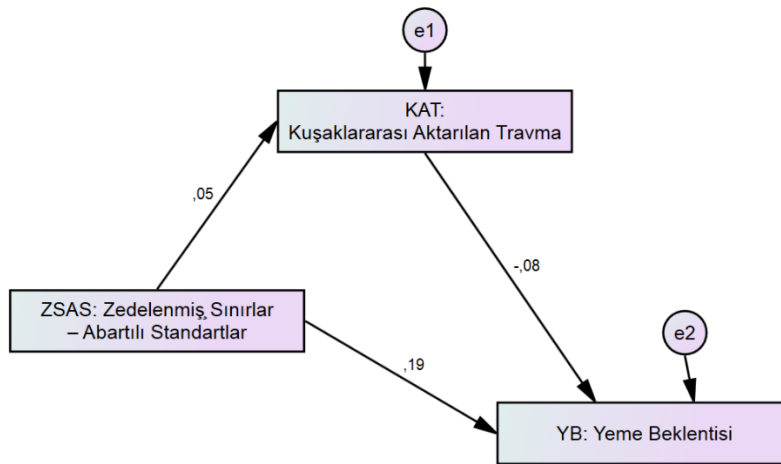 e1
KAT:
Kuşaklararası Aktarılan Travma
,05
-,08
ZSAS: Zedelenmiş Sınırlar
– Abartılı Standartlar
e2
,19
YB: Yeme Beklentisi